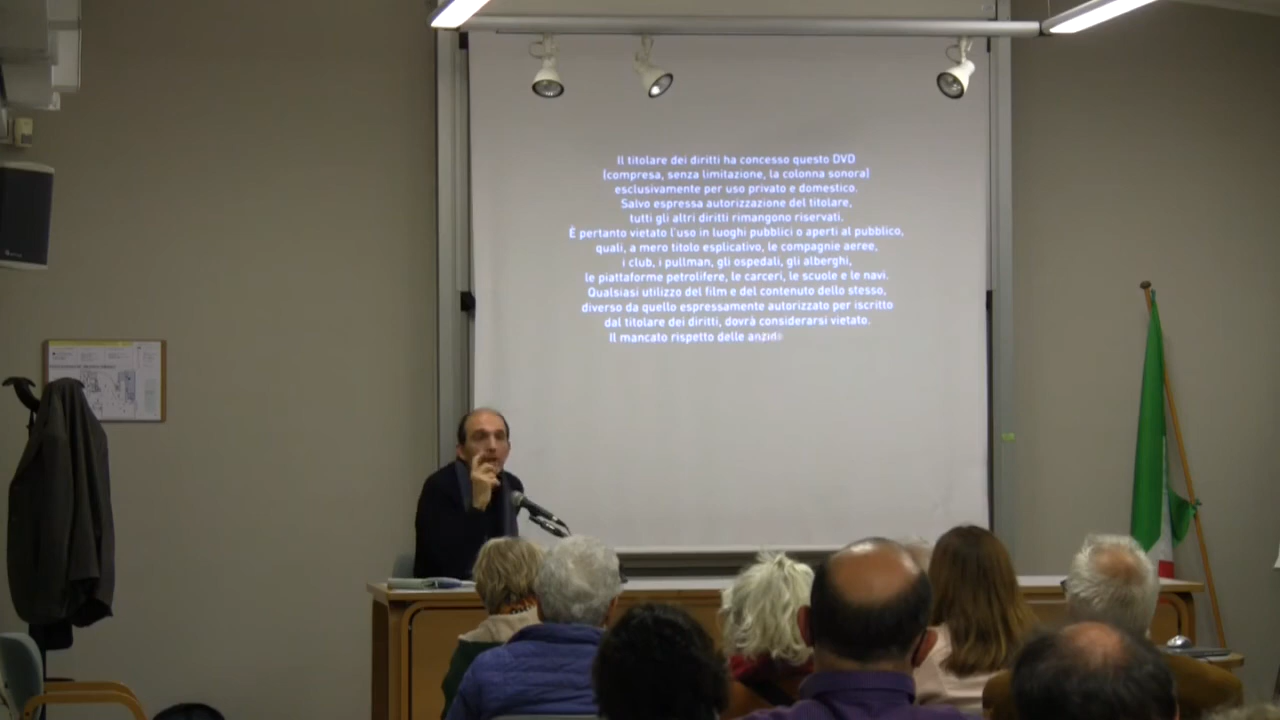 Il titolare dei diritti ha concesso questo DVD
(compresa, senza limitazione, la colonna sonora)
esclusivamente per uso privato e domestico.
Salvo espressa autorizzazione del titolare,
tutti gli altri diritti rimangono riservati.
È pertanto vietato l'uso in luoghi pubblici o aperti al pubblico,
quali, a mero titolo esplicativo, le compagnie aeree,
i club, i pullman, gli ospedali, gli alberghi,
le piattaforme petrolifere, le carceri, le scuole e le navi.
Qualsiasi utilizzo del film e del contenuto dello stesso,
diverso da quello espressamente autorizzato per iscritto
dal titolare dei diritti, dovrà considerarsi vietato.
Il mancato rispetto delle